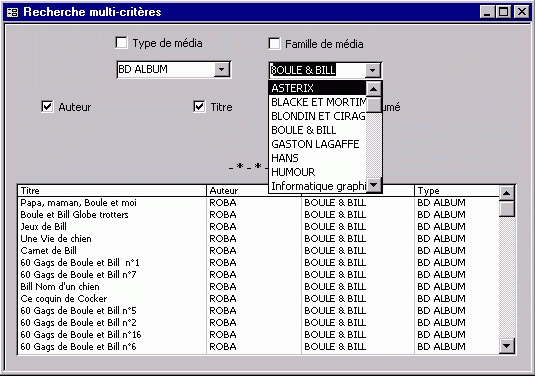 Recherche multi-critères
Type de média
Famille de média
BD ALBUM
BOULE & BILL
Auteur
Titre
ASTERIX
BLACKE ET MORTIM
BLONDIN ET CIRAG
BOULE & BILL
GASTON LAGAFFE
HANS
HUMOUR
Informatique graphi
-*-*-
Titre Auteur Type
Papa, maman, Boule et moi ROBA BOULE & BILL BD ALBUM
Boule et Bill Globe trotters ROBA BOULE & BILL BD ALBUM
Jeux de Bill ROBA BOULE & BILL BD ALBUM
Une Vie de chien ROBA BOULE & BILL BD ALBUM
Carnet de Bill ROBA BOULE & BILL BD ALBUM
60 Gags de Boule et Bill n°1 ROBA BOULE & BILL BD ALBUM
60 Gags de Boule et Bill n°7 ROBA BOULE & BILL BD ALBUM
Bill Nom d'un chien ROBA BOULE & BILL BD ALBUM
Ce coquin de Cocker ROBA BOULE & BILL BD ALBUM
60 Gags de Boule et Bill n°5 ROBA BOULE & BILL BD ALBUM
60 Gags de Boule et Bill n°2 ROBA BOULE & BILL BD ALBUM
60 Gags de Boule et Bill n°16 ROBA BOULE & BILL BD ALBUM
60 Gags de Boule et Bill n°6 ROBA BOULE & BILL BD ALBUM